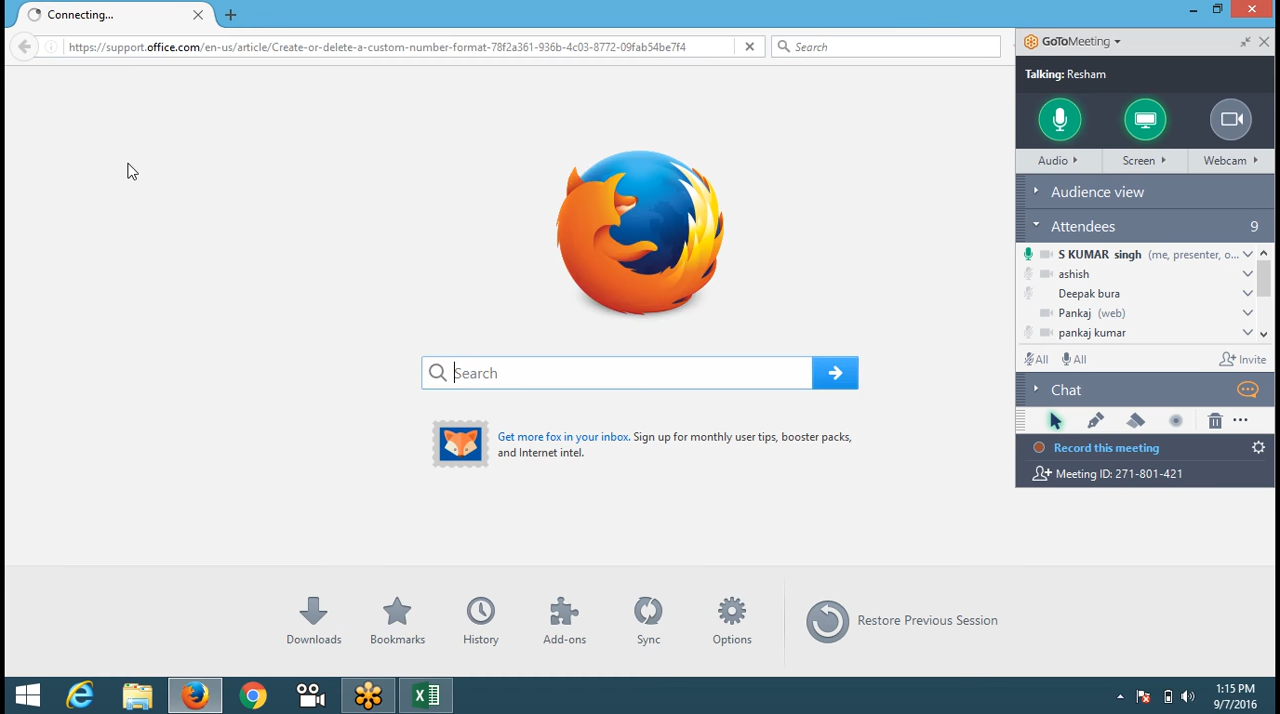 Connecting...
https://support.office.com/en-us/article/Create-or-delete-a-custom-number-format-78f2a361-936b-4c03-8772-09fab54be7f4
Search
GoToMeeting
Talking: Resham
Audio
Screen
Webcam
Audience view
Attendees 9
S KUMAR singh (me, presenter, o...
ashish
Deepak bura
Pankaj (web)
pankaj kumar
All
All
Invite
Chat
Record this meeting
Meeting ID: 271-801-421
Search
Get more fox in your inbox. Sign up for monthly user tips, booster packs,
and Internet intel.
Downloads
Bookmarks
History
Add-ons
Sync
Options
Restore Previous Session
1:15 PM
9/7/2016